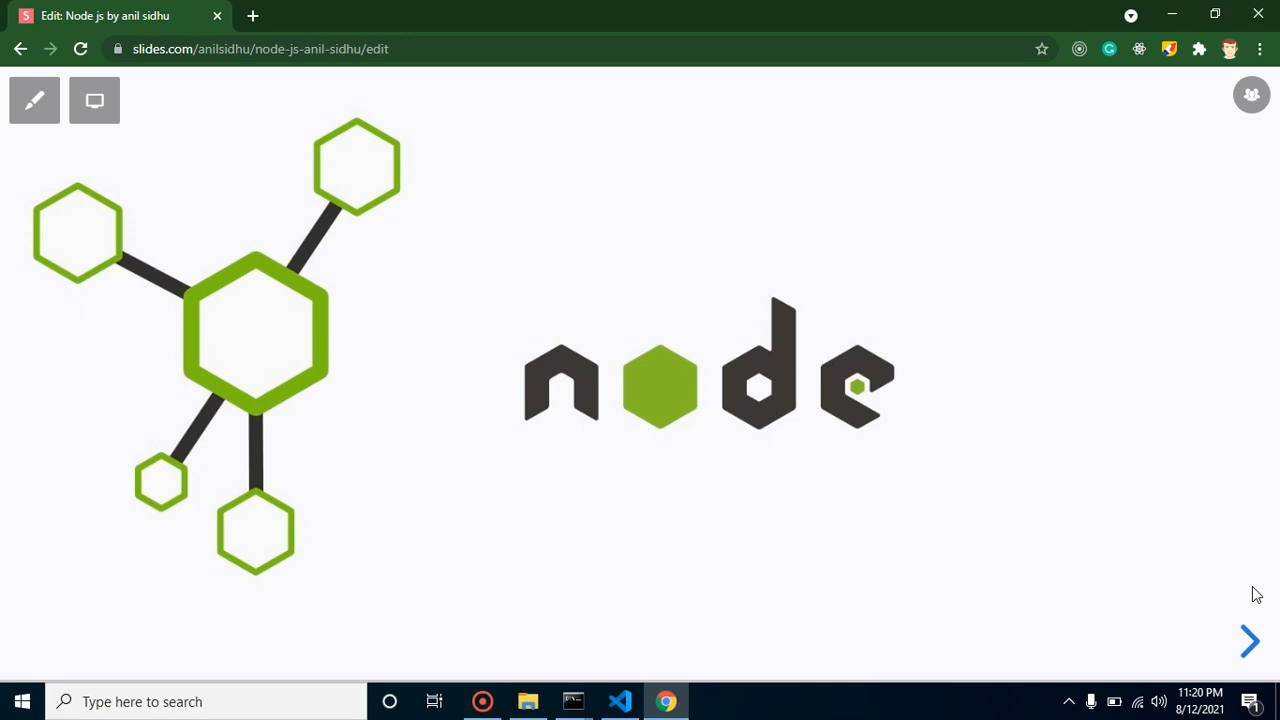 Edit: Node js by anil sidhu
slides.com/anilsidhu/node-js-anil-sidhu/edit
node
Type here to search
11:20 PM
8/12/2021
1